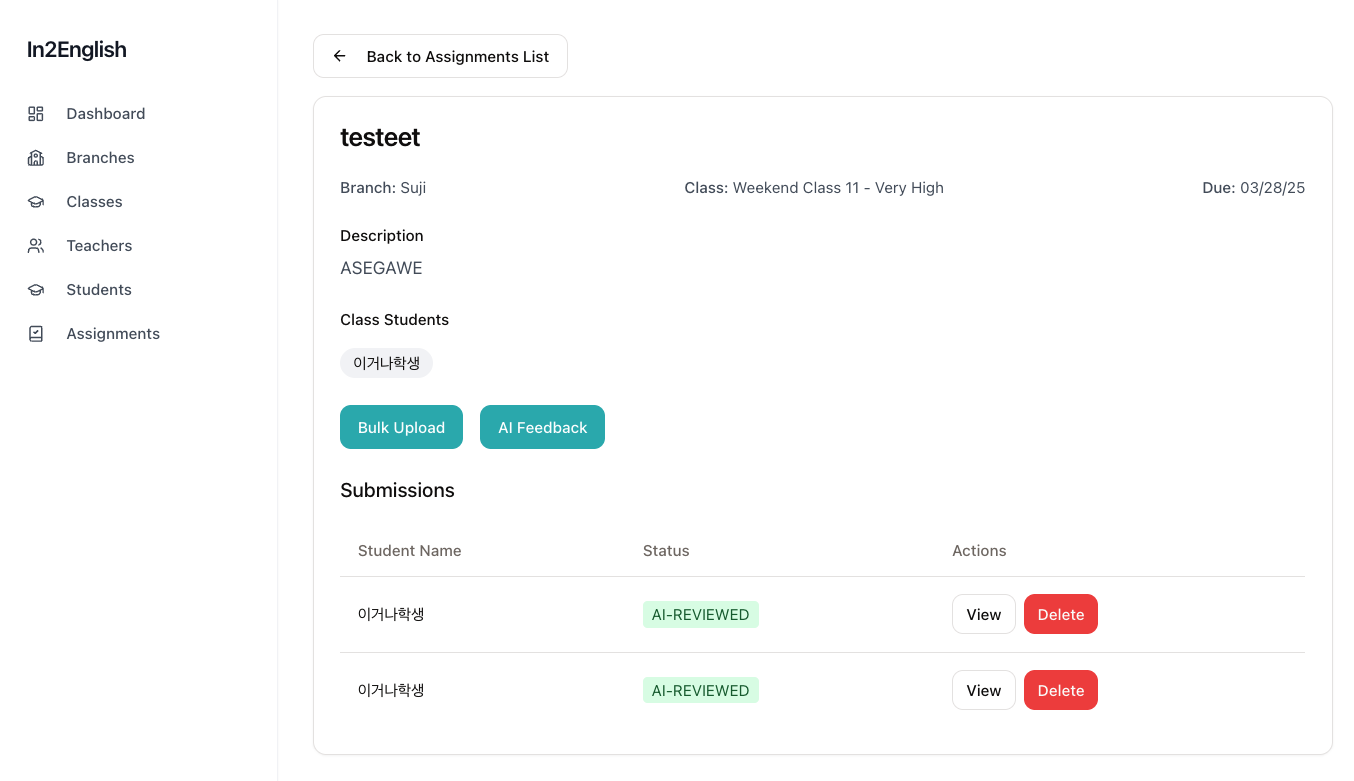 In2English
Dashboard
Branches
Classes
Teachers
Students
Assignments
Back to Assignments List
testeet
Branch: Suji
Class: Weekend Class 11 - Very High
Due: 03/28/25
Description
ASEGAWE
Class Students
이거나학생
Bulk Upload
AI Feedback
Submissions
Student Name Status Actions
이거나학생 AI-REVIEWED View Delete
이거나학생 AI-REVIEWED View Delete